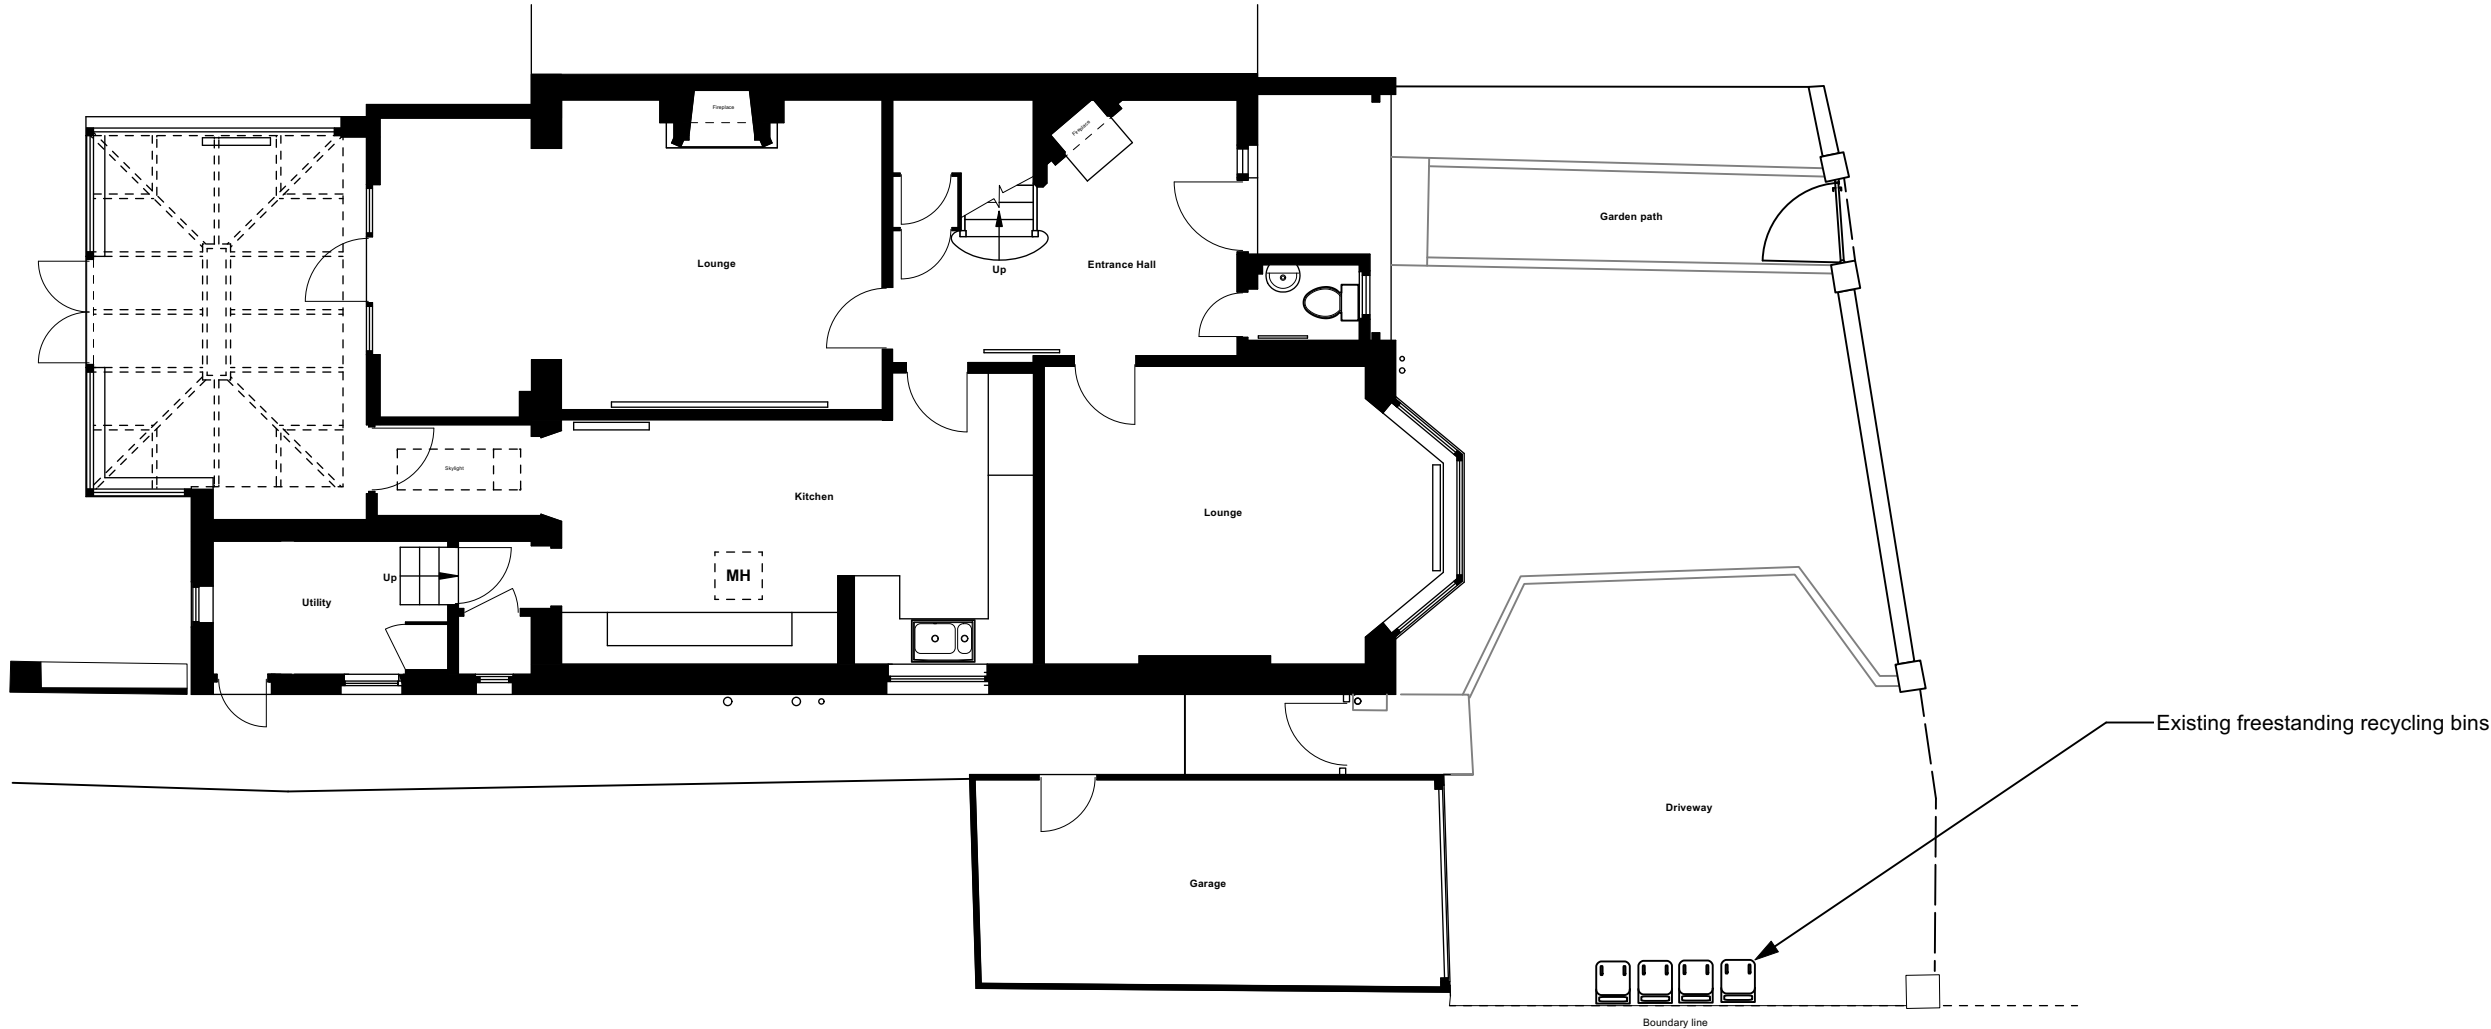 Fireplace
Fireplace
Garden path
Lounge
Entrance Hall
Up
Skylight
Kitchen
Lounge
MH
Up
Utility
Existing freestanding recycling bins
Driveway
Garage
Boundary line